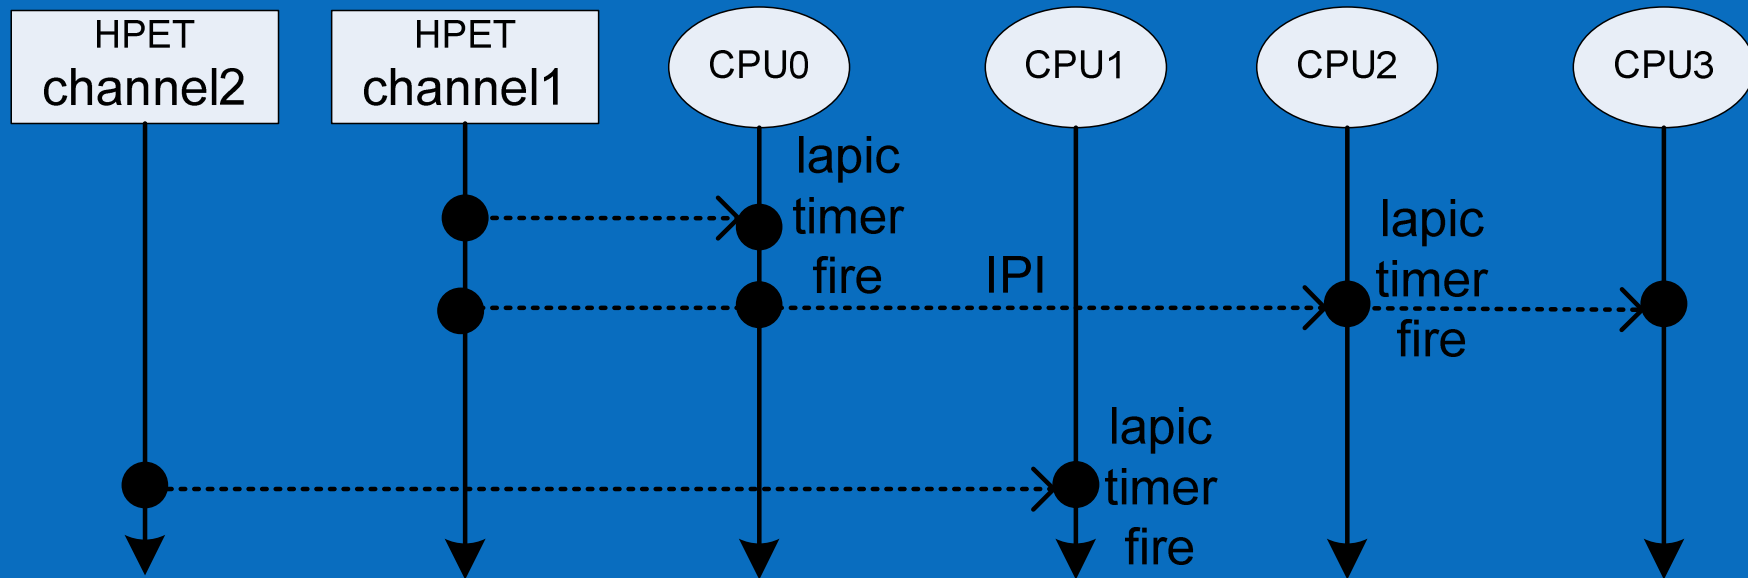 HPET
channel2
HPET
channel1
CPU0
CPU1
CPU2
CPU3
lapic
timer
fire
IPI
lapic
timer
fire
lapic
timer
fire